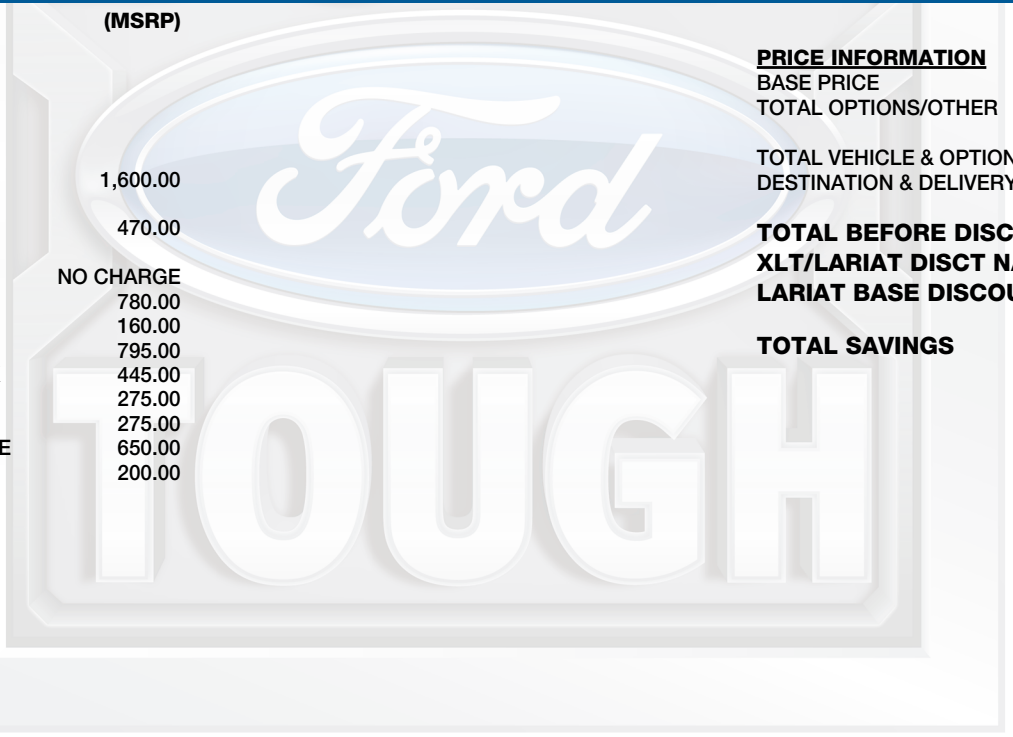 (MSRP)
1,600.00
470.00
NO CHARGE
780.00
160.00
795.00
445.00
275.00
275.00
E 650.00
200.00
PRICE INFORMATION
BASE PRICE
TOTAL OPTIONS/OTHER
TOTAL VEHICLE & OPTION
DESTINATION & DELIVERY
TOTAL BEFORE DISC
XLT/LARIAT DISCT NA
LARIAT BASE DISCOU
TOTAL SAVINGS
Ford
TOUGH